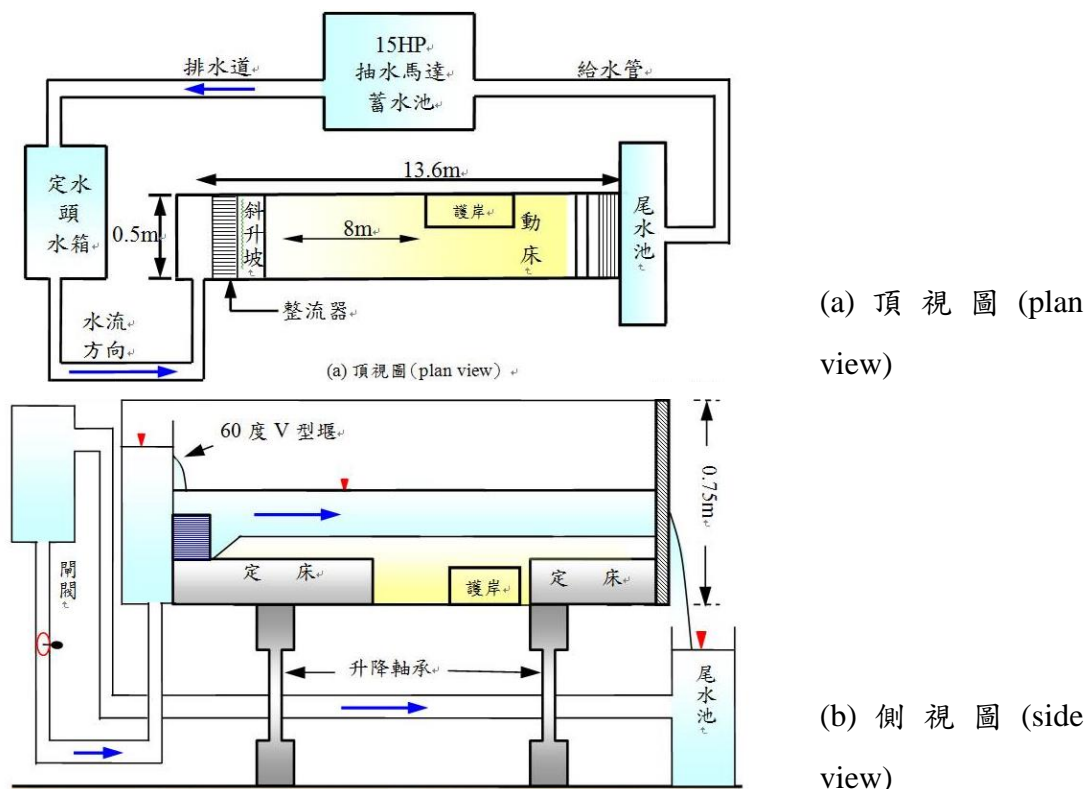 15HP
抽水馬達
蓄水池
排水道
給水管
定水
頭
水箱
13.6m
0.5m
斜
升
坡
8m
護岸
動
床
尾
水
池
整流器
水流
方向
(a) 頂視圖(plan view)
(a) 頂 視 圖 (plan
view)
60 度 V 型堰
0.75m
閘
閥
定 床
護岸
定 床
升降軸承
尾
水
池
(b) 側 視 圖 (side
view)